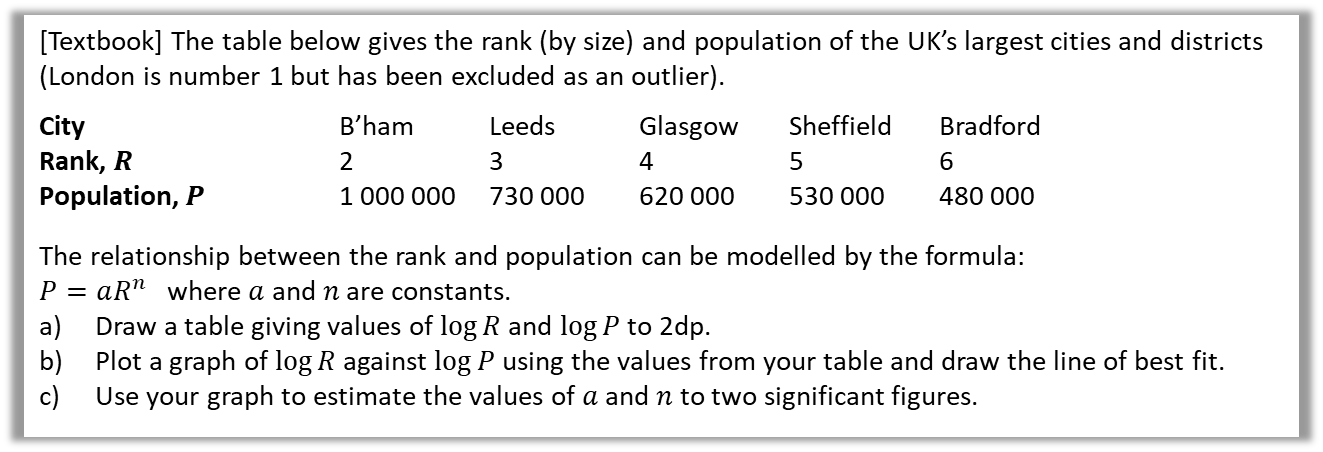 [Textbook] The table below gives the rank (by size) and population of the UK’s largest cities and districts
(London is number 1 but has been excluded as an outlier).
City B’ham Leeds Glasgow Sheffield Bradford
Rank, R 2 3 4 5 6
Population, P 1 000 000 730 000 620 000 530 000 480 000
The relationship between the rank and population can be modelled by the formula:
P = aRⁿ where a and n are constants.
a) Draw a table giving values of log R and log P to 2dp.
b) Plot a graph of log R against log P using the values from your table and draw the line of best fit.
c) Use your graph to estimate the values of a and n to two significant figures.